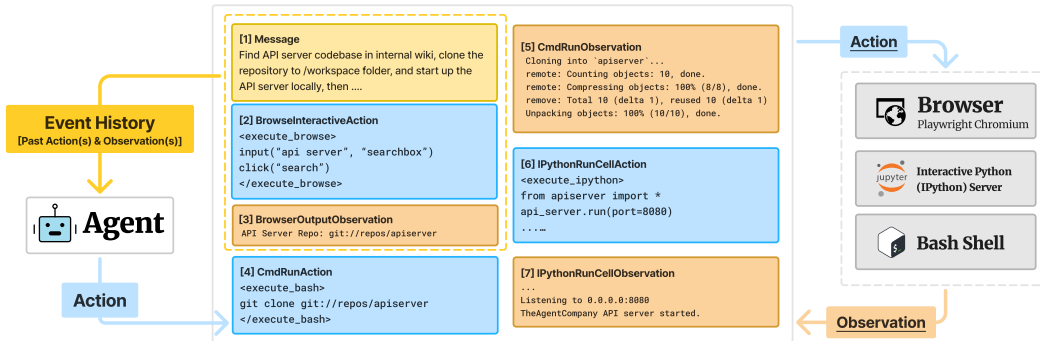 Event History
[Past Action(s) & Observation(s)]
Agent
Action
[1] Message
Find API server codebase in internal wiki, clone the
repository to /workspace folder, and start up the
API server locally, then ....
[2] BrowseInteractiveAction
<execute_browse>
input(“api server”, “searchbox”)
click(“search”)
</execute_browse>
[3] BrowserOutputObservation
API Server Repo: git://repos/apiserver
[4] CmdRunAction
<execute_bash>
git clone git://repos/apiserver
</execute_bash>
[5] CmdRunObservation
Cloning into `apiserver`...
remote: Counting objects: 10, done.
remote: Compressing objects: 100% (8/8), done.
remove: Total 10 (delta 1), reused 10 (delta 1)
Unpacking objects: 100% (10/10), done.
[6] IPythonRunCellAction
<execute_ipython>
from apiserver import *
api_server.run(port=8080)
...…
[7] IPythonRunCellObservation
...
Listening to 0.0.0.0:8080
TheAgentCompany API server started.
Action
Browser
Playwright Chromium
jupyter
Interactive Python
(IPython) Server
$_
Bash Shell
Observation